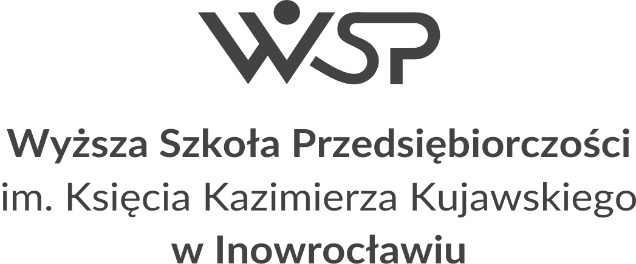 WSP
Wyższa Szkoła Przedsiębiorczości
im. Księcia Kazimierza Kujawskiego
w Inowrocławiu